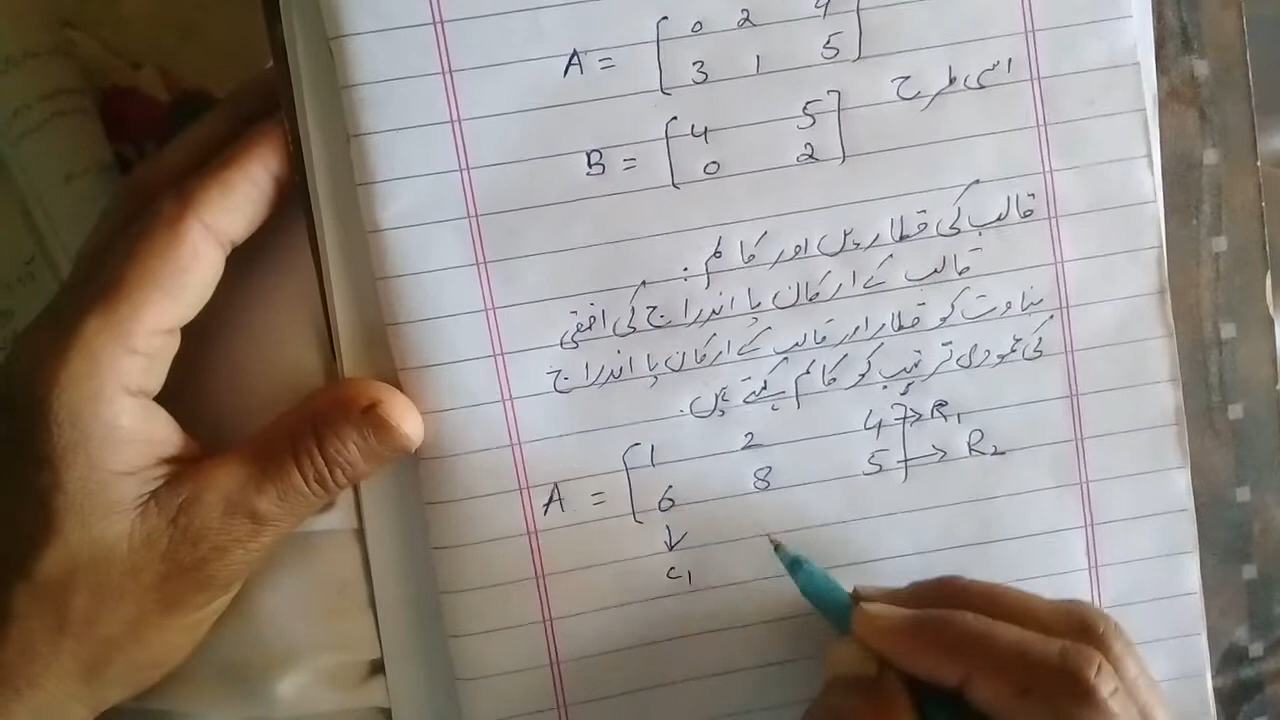 A = [ 0 2 4
3 1 5 ]
اسی طرح
B = [ 4 5
0 2 ]
قالب کی قطاریں اور کالم :
قالب کے ارکان یا اندراج کی افقی
بناوت کو قطار اور قالب کے ارکان یا اندراج
کی عمودی ترتیب کو کالم کہتے ہیں.
A = [ 1 2 4 ] → R1
6 8 5 → R2
↓
C1